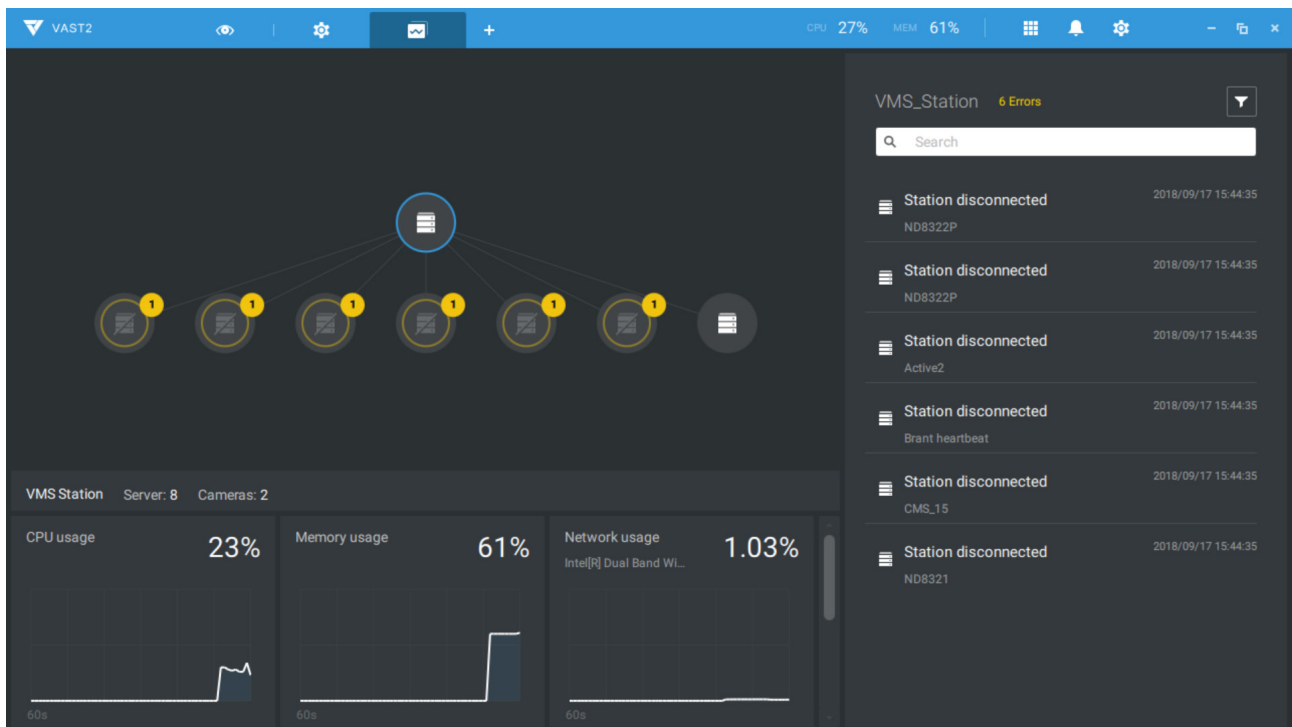 VAST2
CPU 27% MEM 61%
1 1 1 1 1 1
VMS Station Server: 8 Cameras: 2
CPU usage 23%
60s
Memory usage 61%
60s
Network usage 1.03%
Intel[R] Dual Band Wi...
60s
VMS_Station 6 Errors
Search
Station disconnected 2018/09/17 15:44:35
ND8322P
Station disconnected 2018/09/17 15:44:35
ND8322P
Station disconnected 2018/09/17 15:44:35
Active2
Station disconnected 2018/09/17 15:44:35
Brant heartbeat
Station disconnected 2018/09/17 15:44:35
CMS_15
Station disconnected 2018/09/17 15:44:35
ND8321